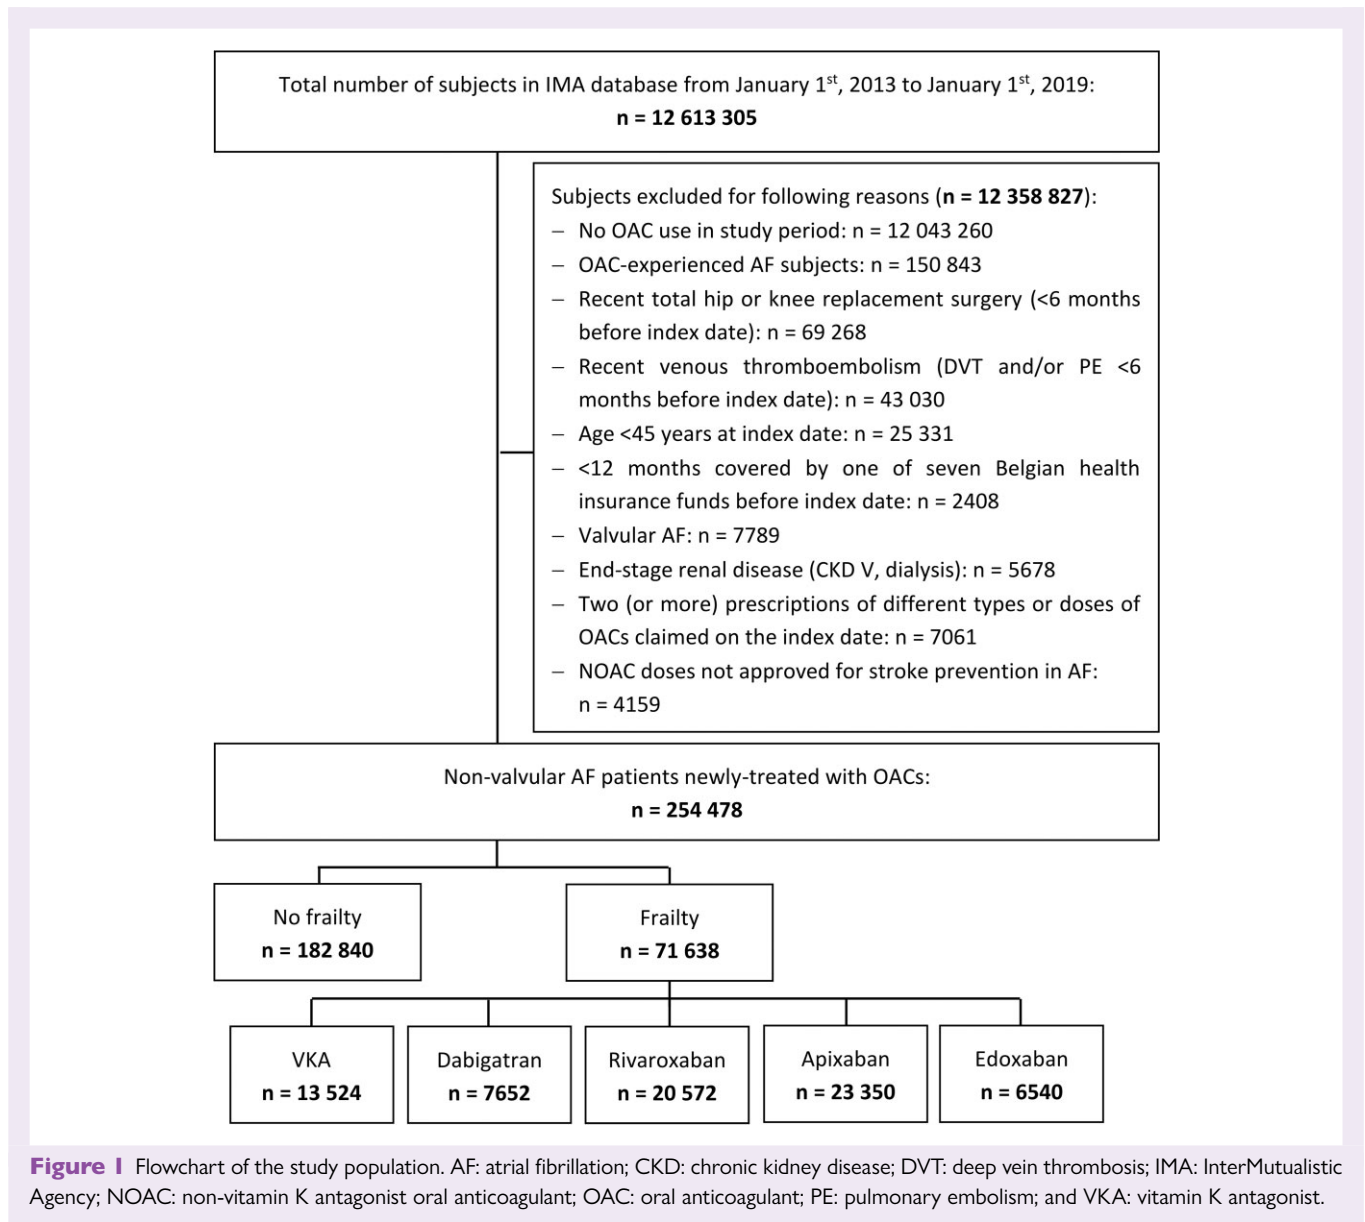 Total number of subjects in IMA database from January 1st, 2013 to January 1st, 2019:
n = 12 613 305
Subjects excluded for following reasons (n = 12 358 827):
– No OAC use in study period: n = 12 043 260
– OAC-experienced AF subjects: n = 150 843
– Recent total hip or knee replacement surgery (<6 months
before index date): n = 69 268
– Recent venous thromboembolism (DVT and/or PE <6
months before index date): n = 43 030
– Age <45 years at index date: n = 25 331
– <12 months covered by one of seven Belgian health
insurance funds before index date: n = 2408
– Valvular AF: n = 7789
– End-stage renal disease (CKD V, dialysis): n = 5678
– Two (or more) prescriptions of different types or doses of
OACs claimed on the index date: n = 7061
– NOAC doses not approved for stroke prevention in AF:
n = 4159
Non-valvular AF patients newly-treated with OACs:
n = 254 478
No frailty
n = 182 840
Frailty
n = 71 638
VKA
n = 13 524
Dabigatran
n = 7652
Rivaroxaban
n = 20 572
Apixaban
n = 23 350
Edoxaban
n = 6540
Figure 1 Flowchart of the study population. AF: atrial fibrillation; CKD: chronic kidney disease; DVT: deep vein thrombosis; IMA: InterMutualistic
Agency; NOAC: non-vitamin K antagonist oral anticoagulant; OAC: oral anticoagulant; PE: pulmonary embolism; and VKA: vitamin K antagonist.